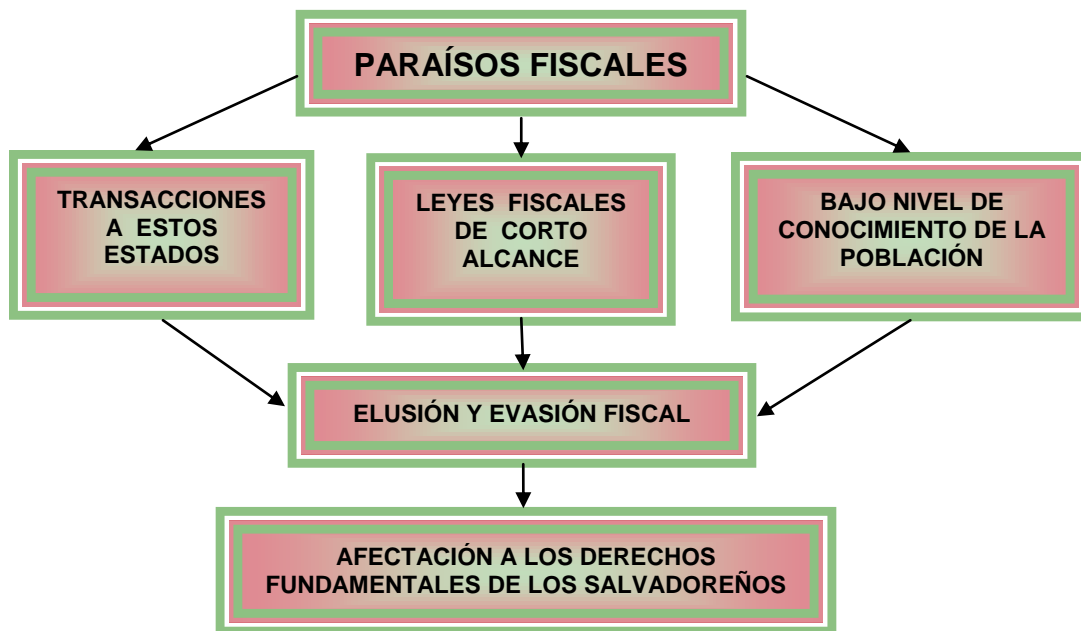 PARAÍSOS FISCALES
TRANSACCIONES
A ESTOS
ESTADOS
LEYES FISCALES
DE CORTO
ALCANCE
BAJO NIVEL DE
CONOCIMIENTO DE LA
POBLACIÓN
ELUSIÓN Y EVASIÓN FISCAL
AFECTACIÓN A LOS DERECHOS
FUNDAMENTALES DE LOS SALVADOREÑOS